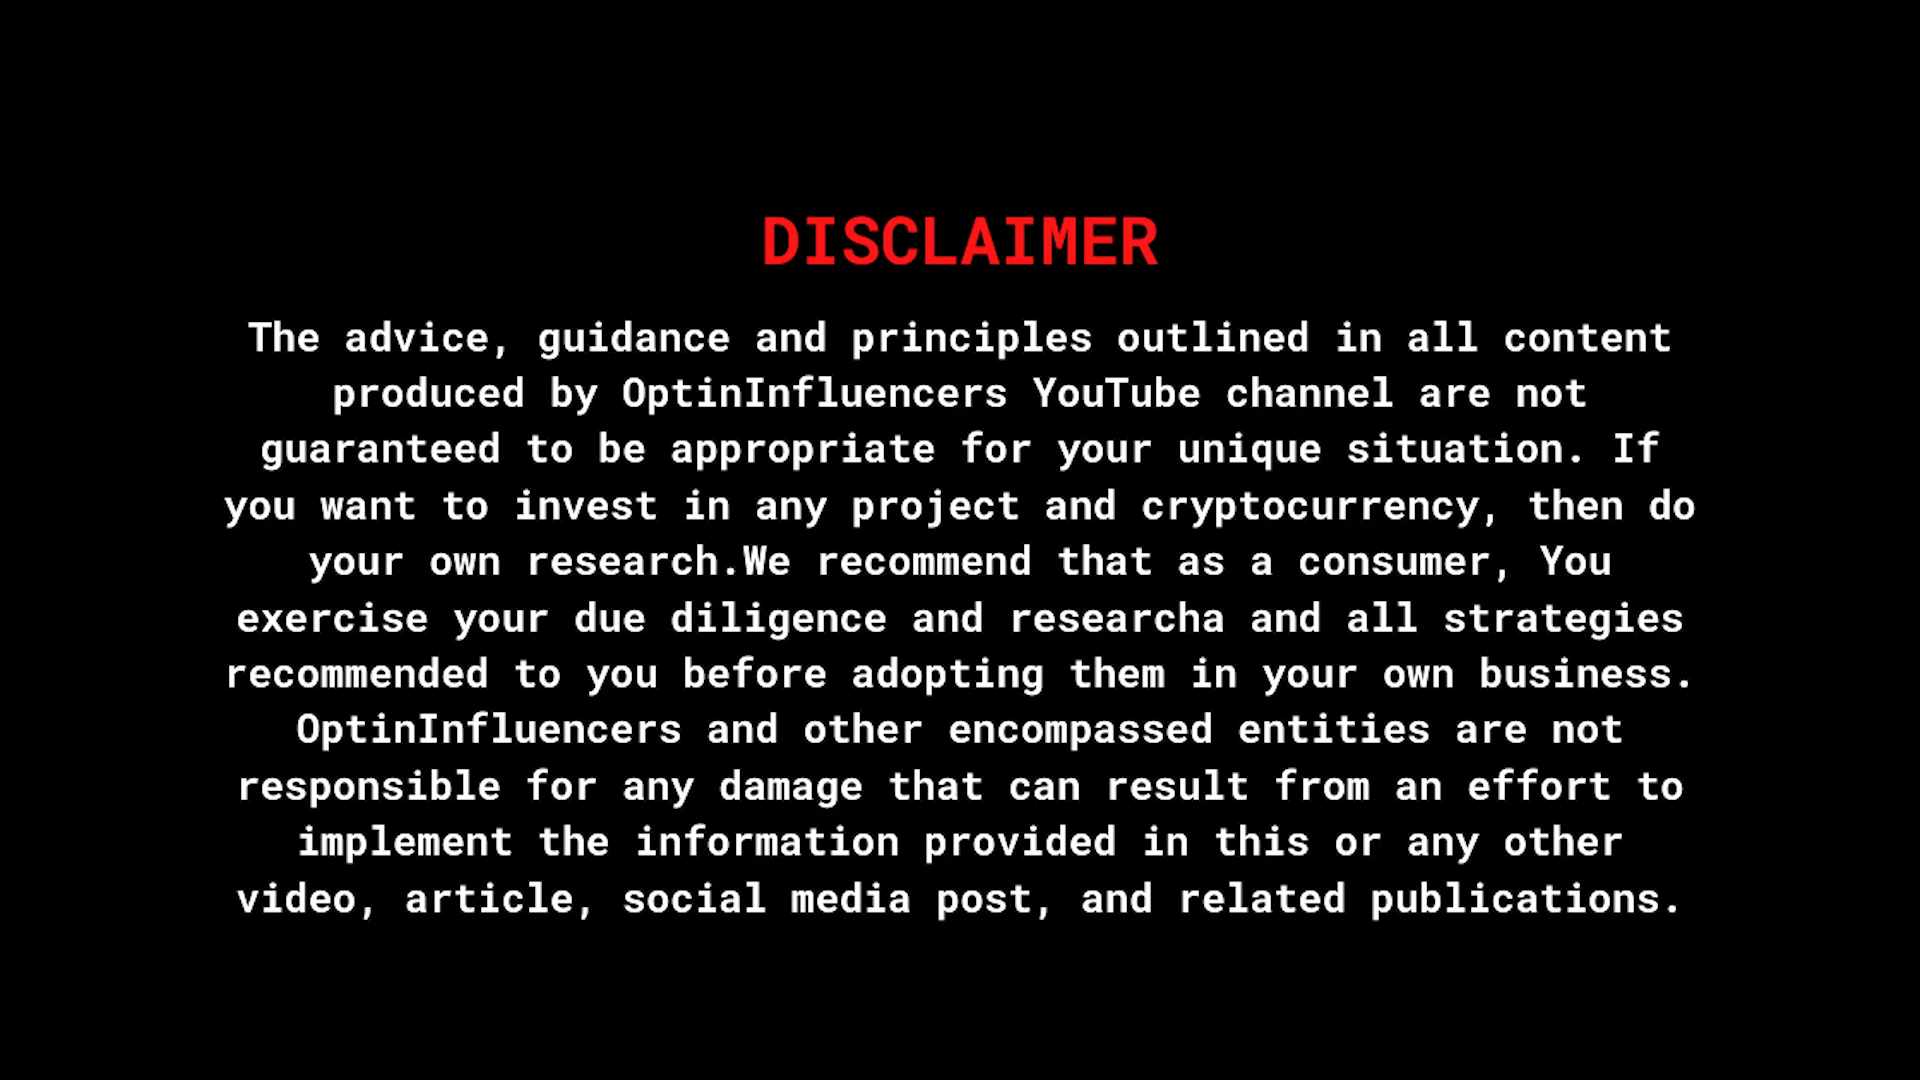 DISCLAIMER
The advice, guidance and principles outlined in all content
produced by OptinInfluencers YouTube channel are not
guaranteed to be appropriate for your unique situation. If
you want to invest in any project and cryptocurrency, then do
your own research.We recommend that as a consumer, You
exercise your due diligence and researcha and all strategies
recommended to you before adopting them in your own business.
OptinInfluencers and other encompassed entities are not
responsible for any damage that can result from an effort to
implement the information provided in this or any other
video, article, social media post, and related publications.